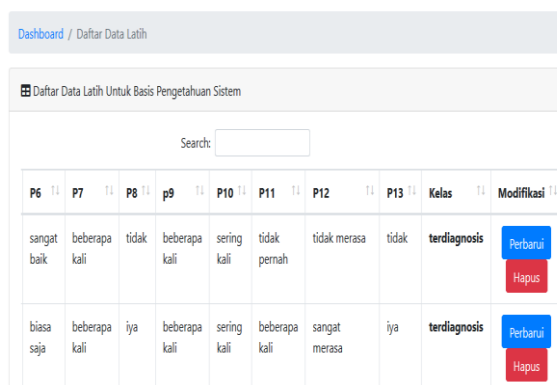 Dashboard / Daftar Data Latih
Daftar Data Latih Untuk Basis Pengetahuan Sistem
Search:
P6 P7 P8 p9 P10 P11 P12 P13 Kelas Modifikasi
sangat beberapa tidak beberapa sering tidak tidak merasa tidak terdiagnosis Perbarui
baik kali kali kali pernah
Hapus
biasa beberapa iya beberapa sering beberapa sangat iya terdiagnosis Perbarui
saja kali kali kali kali merasa
Hapus